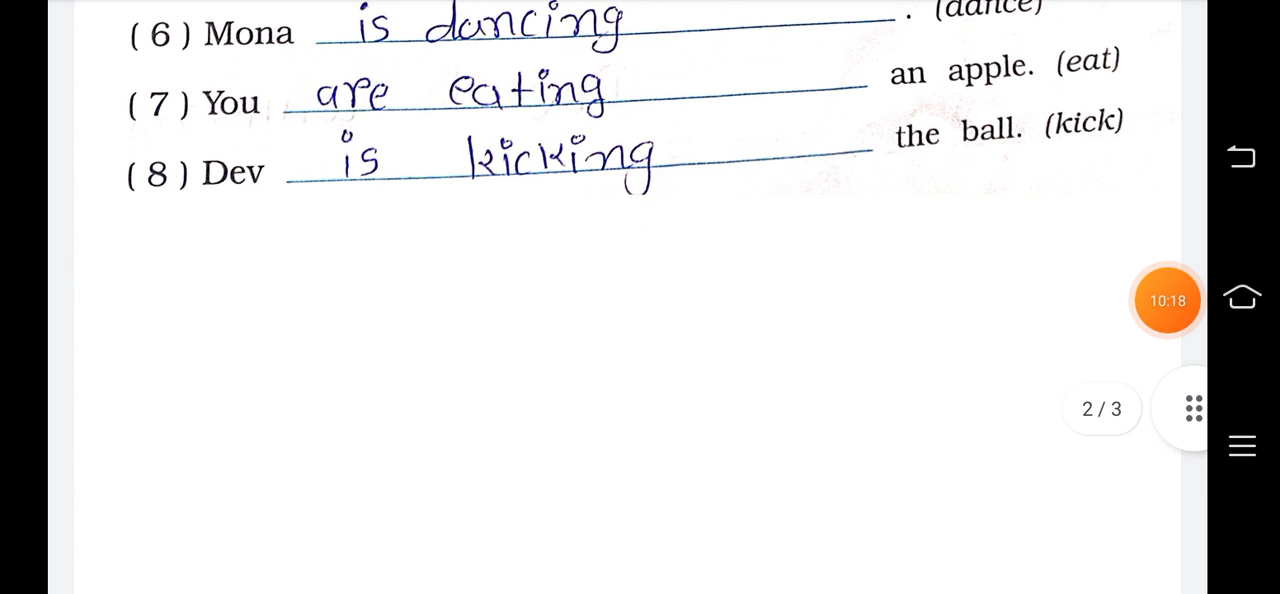 ( 6 ) Mona is dancing . (dance)
( 7 ) You are eating an apple. (eat)
( 8 ) Dev is kicking the ball. (kick)
10:18
2 / 3